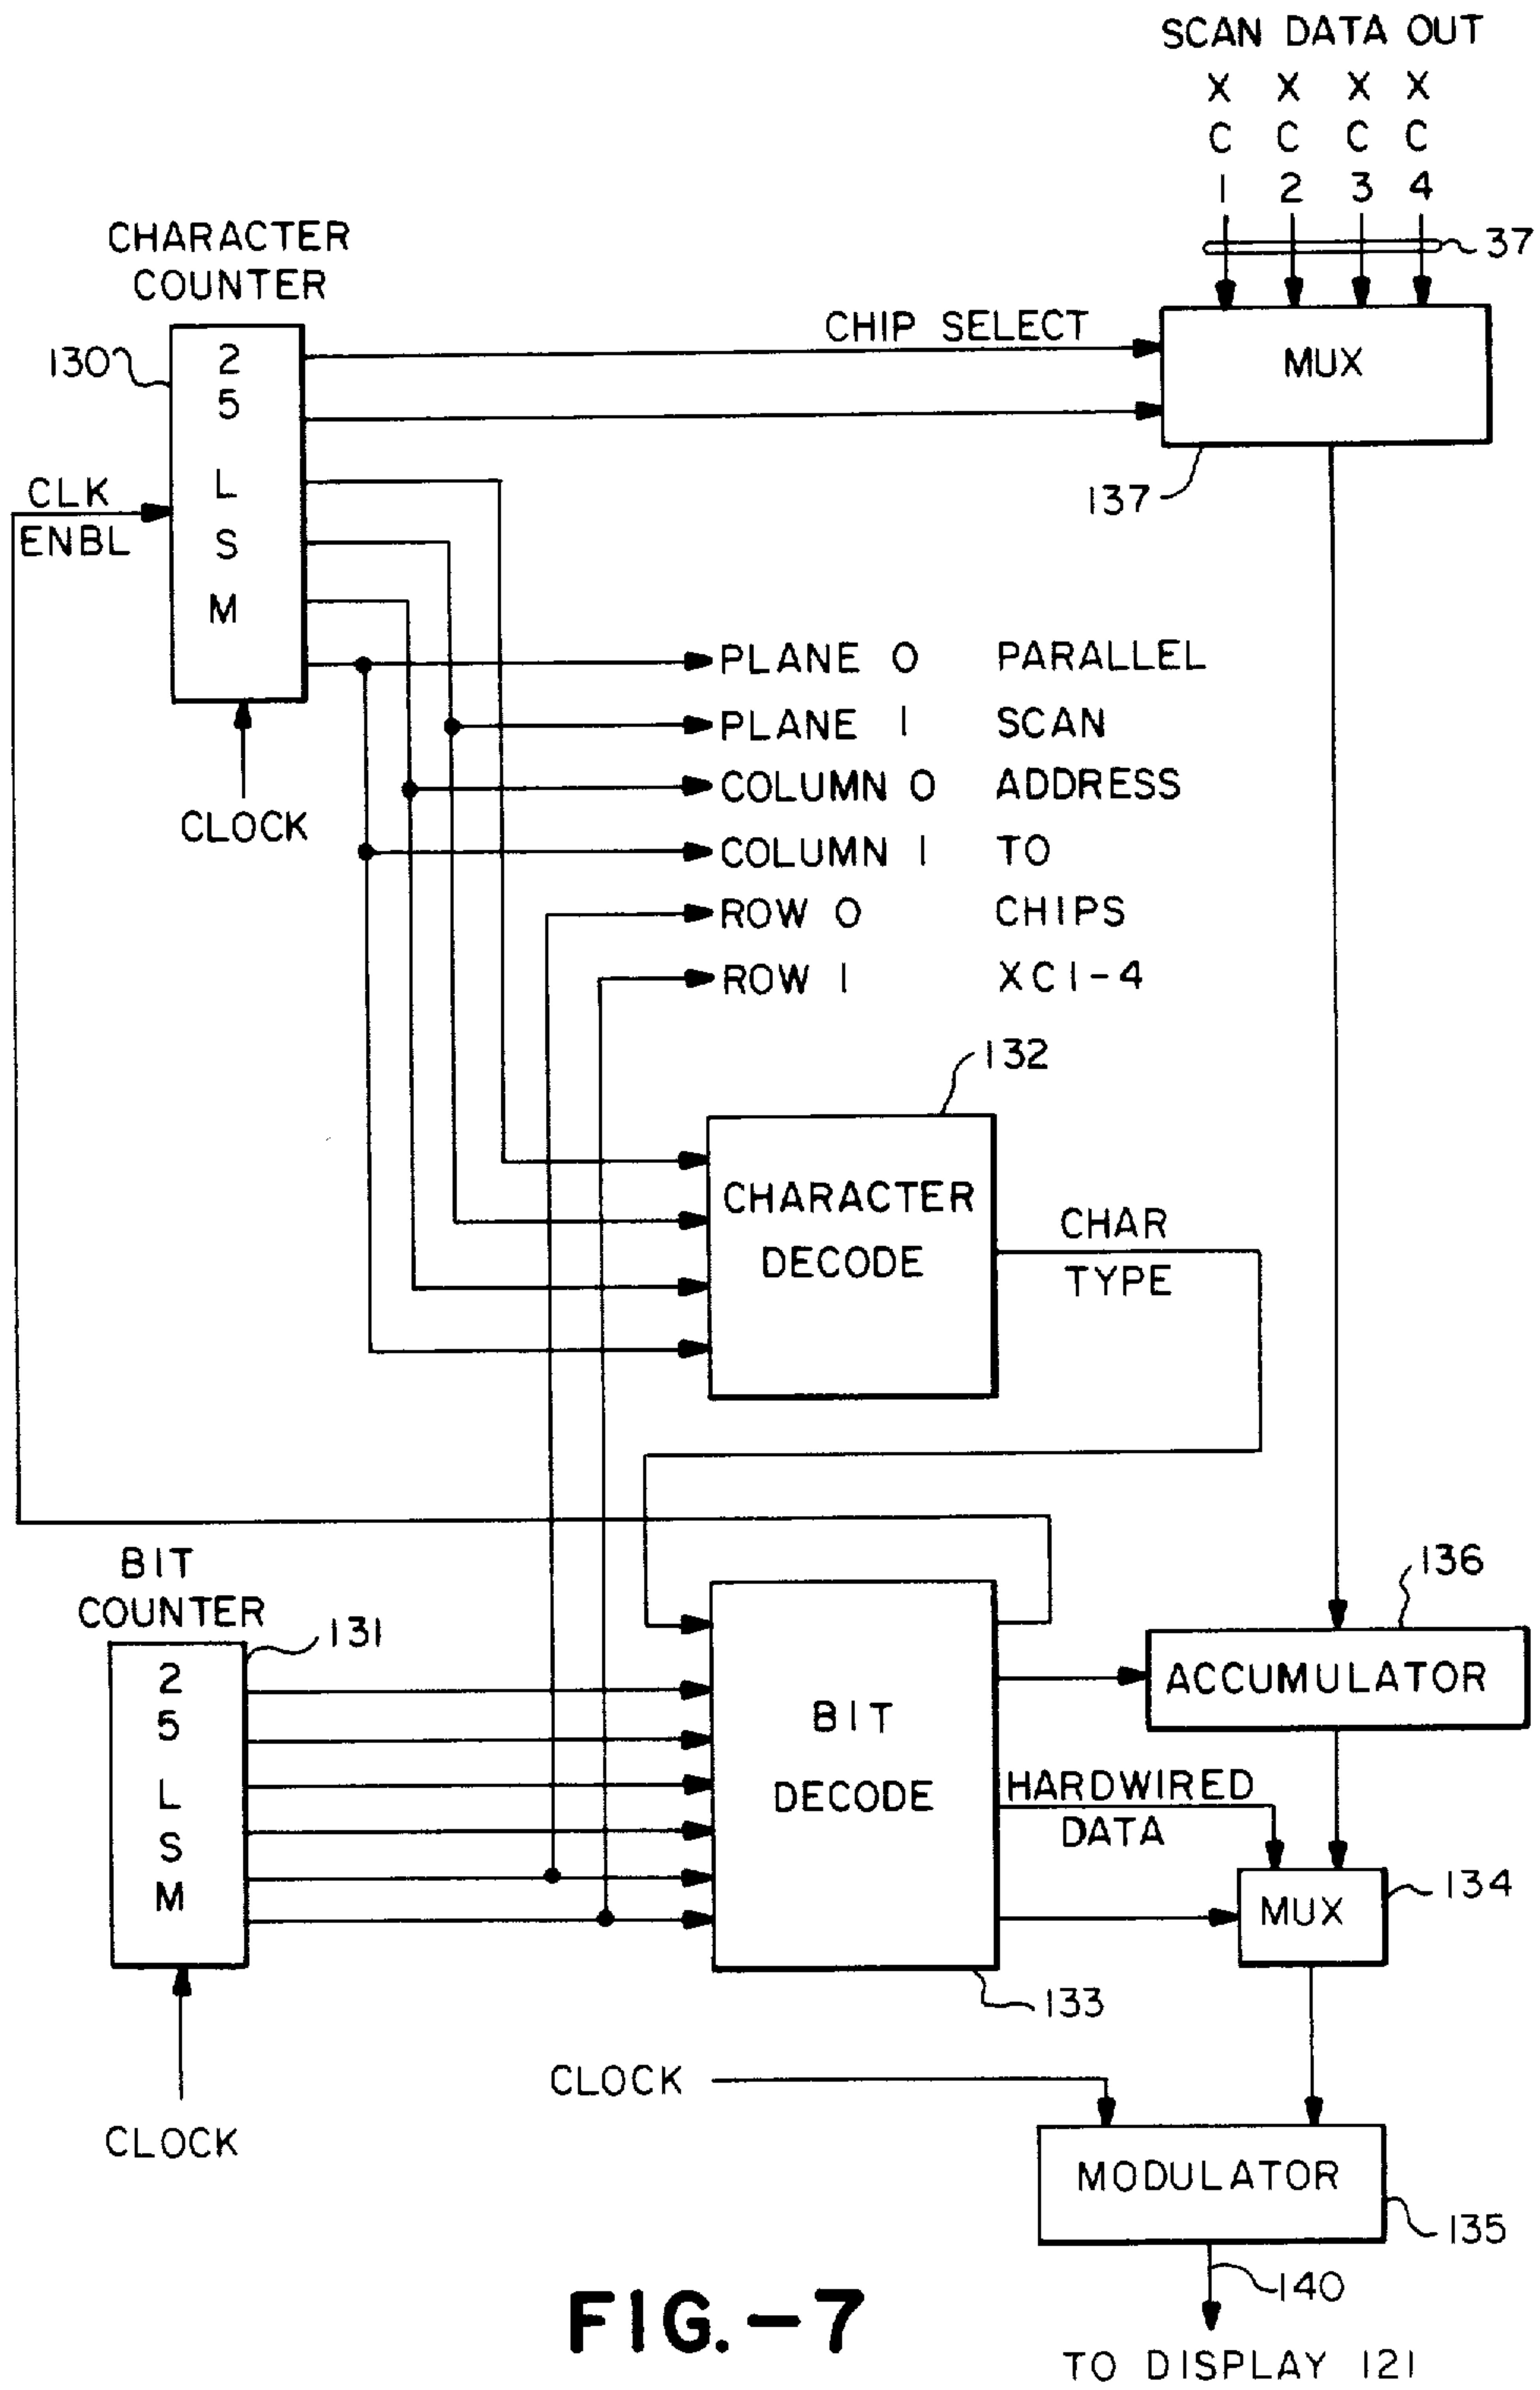 SCAN DATA OUT
X X X X
C C C C
1 2 3 4
37
CHARACTER
COUNTER
130
2
5
L
S
M
CHIP SELECT
MUX
137
CLK
ENBL
CLOCK
PLANE 0 PARALLEL
PLANE 1 SCAN
COLUMN 0 ADDRESS
COLUMN 1 TO
ROW 0 CHIPS
ROW 1 XC1-4
132
CHARACTER
DECODE
CHAR
TYPE
BIT
COUNTER
131
2
5
L
S
M
CLOCK
BIT
DECODE
133
136
ACCUMULATOR
HARDWIRED
DATA
MUX
134
CLOCK
MODULATOR
135
140
TO DISPLAY 121
FIG.-7